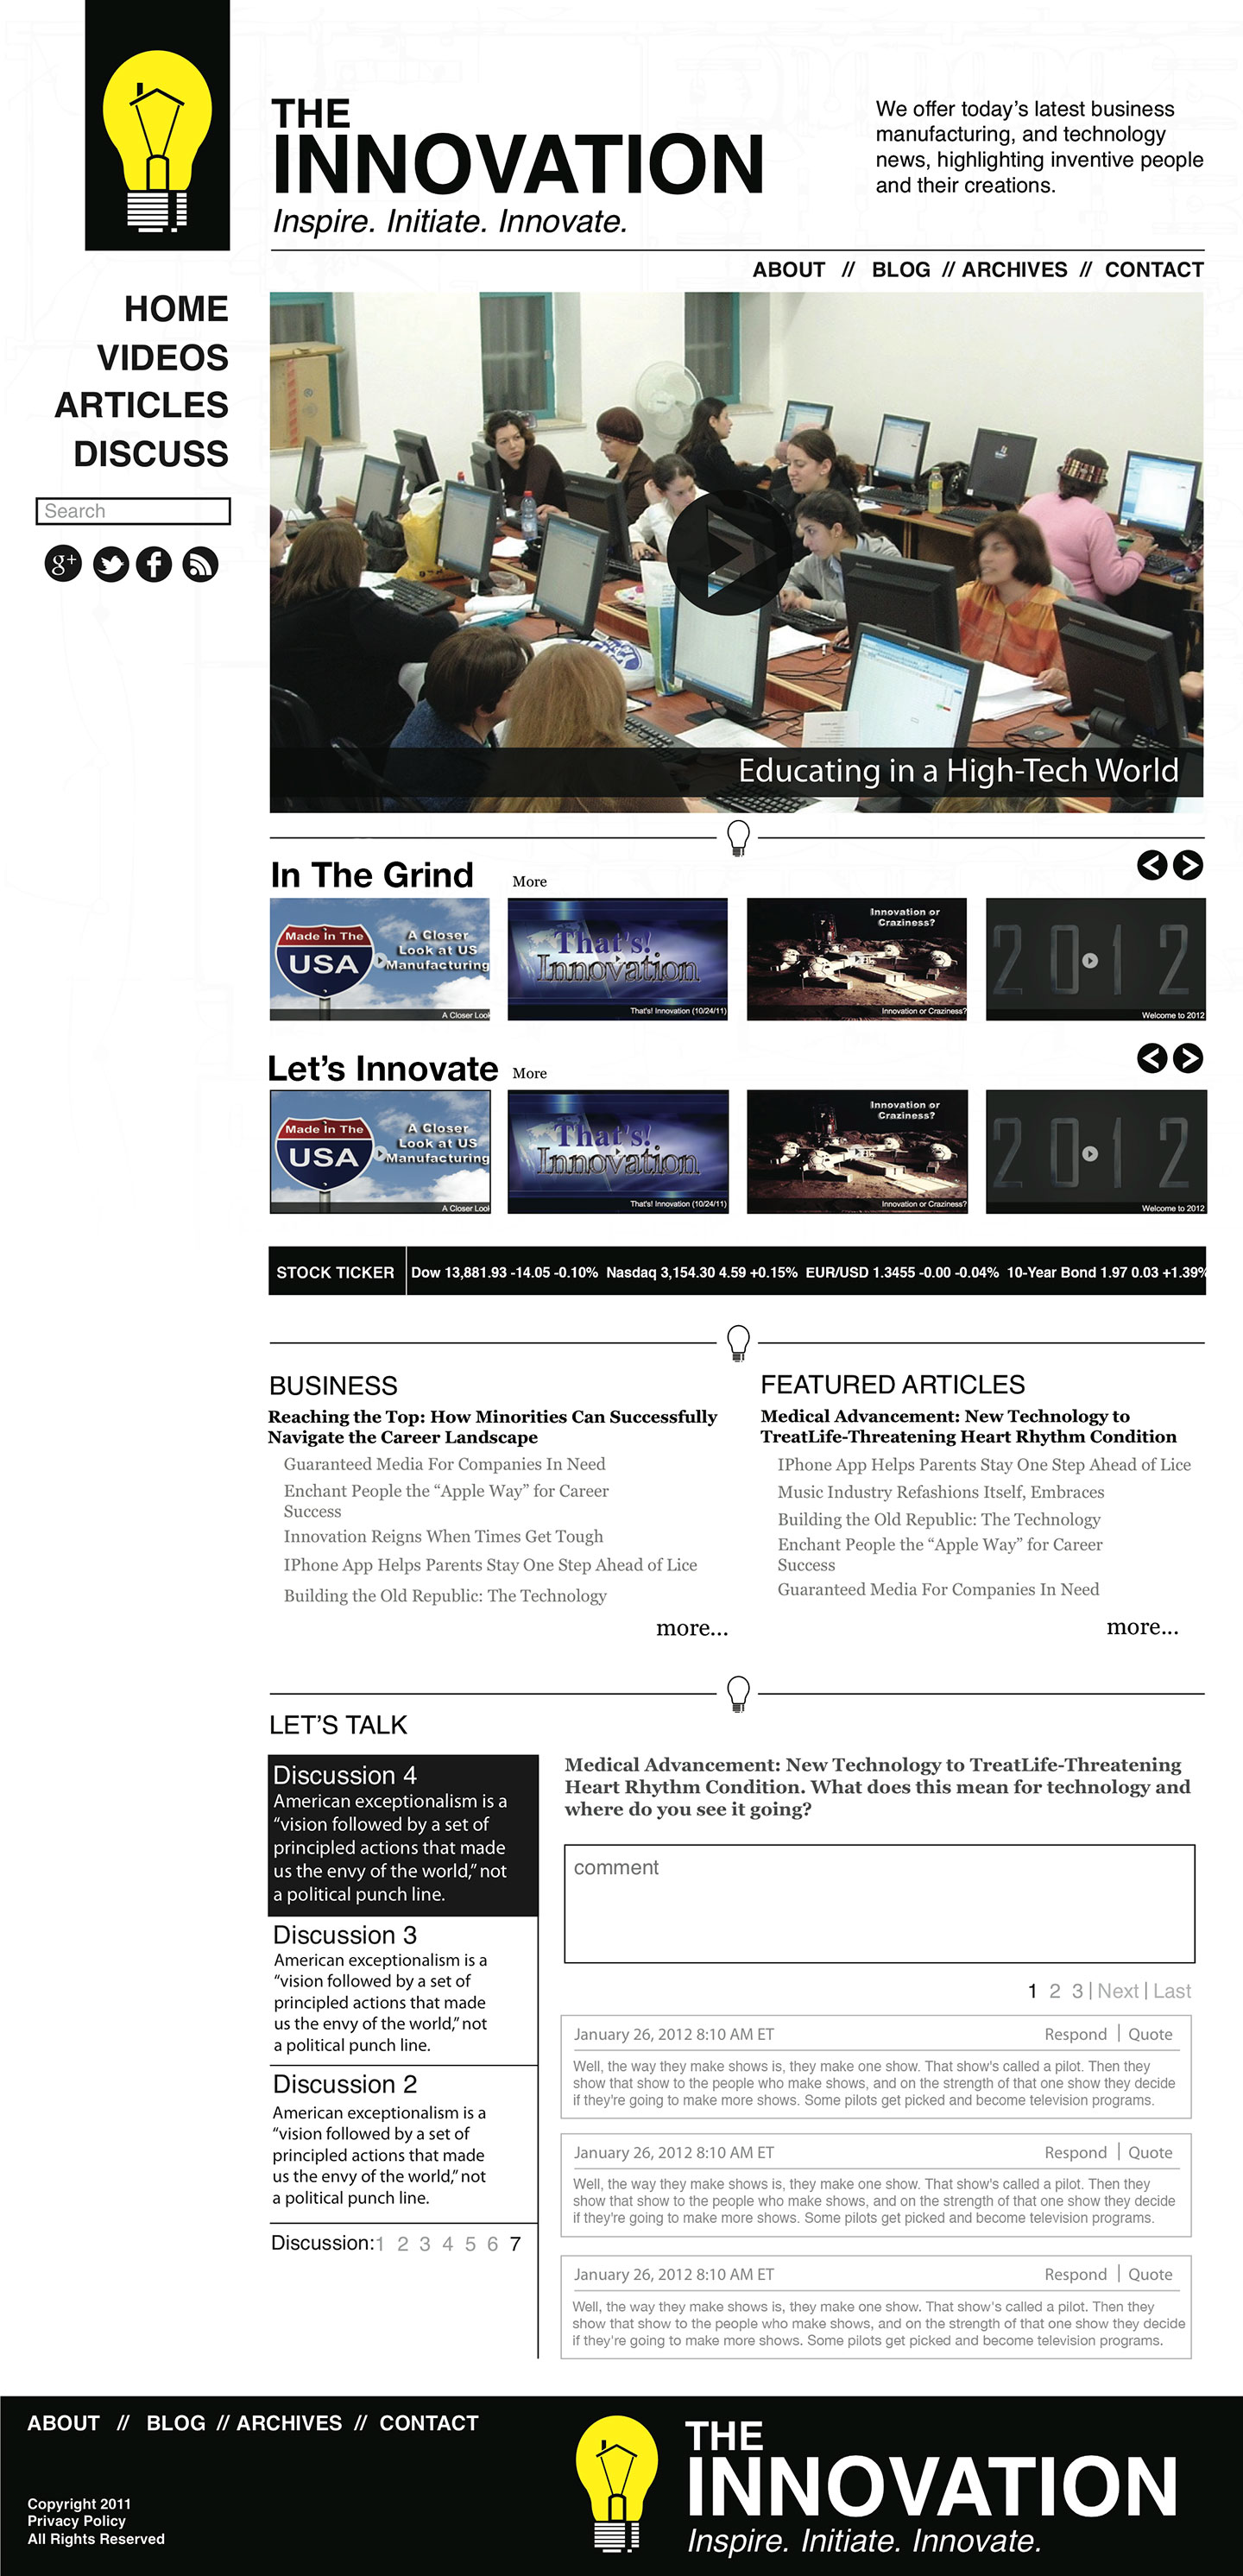 THE
INNOVATION
Inspire. Initiate. Innovate.
We offer today's latest business
manufacturing, and technology
news, highlighting inventive people
and their creations.
ABOUT // BLOG // ARCHIVES // CONTACT
HOME
VIDEOS
ARTICLES
DISCUSS
Search
g+
Educating in a High-Tech World
In The Grind More
Made In The
USA
A Closer
Look at US
Manufacturing
A Closer Look
That's!
Innovation
That's! Innovation (10/24/11)
Innovation or
Craziness?
Innovation or Craziness?
2012
Welcome to 2012
Let's Innovate More
Made In The
USA
A Closer
Look at US
Manufacturing
A Closer Look
That's!
Innovation
That's! Innovation (10/24/11)
Innovation or
Craziness?
Innovation or Craziness?
2012
Welcome to 2012
STOCK TICKER Dow 13,881.93 -14.05 -0.10% Nasdaq 3,154.30 4.59 +0.15% EUR/USD 1.3455 -0.00 -0.04% 10-Year Bond 1.97 0.03 +1.39%
BUSINESS
Reaching the Top: How Minorities Can Successfully
Navigate the Career Landscape
Guaranteed Media For Companies In Need
Enchant People the “Apple Way” for Career
Success
Innovation Reigns When Times Get Tough
IPhone App Helps Parents Stay One Step Ahead of Lice
Building the Old Republic: The Technology
more...
FEATURED ARTICLES
Medical Advancement: New Technology to
TreatLife-Threatening Heart Rhythm Condition
IPhone App Helps Parents Stay One Step Ahead of Lice
Music Industry Refashions Itself, Embraces
Building the Old Republic: The Technology
Enchant People the “Apple Way” for Career
Success
Guaranteed Media For Companies In Need
more...
LET'S TALK
Discussion 4
American exceptionalism is a
“vision followed by a set of
principled actions that made
us the envy of the world,” not
a political punch line.
Discussion 3
American exceptionalism is a
“vision followed by a set of
principled actions that made
us the envy of the world,” not
a political punch line.
Discussion 2
American exceptionalism is a
“vision followed by a set of
principled actions that made
us the envy of the world,” not
a political punch line.
Discussion:1 2 3 4 5 6 7
Medical Advancement: New Technology to TreatLife-Threatening
Heart Rhythm Condition. What does this mean for technology and
where do you see it going?
comment
1 2 3 | Next | Last
January 26, 2012 8:10 AM ET Respond | Quote
Well, the way they make shows is, they make one show. That show's called a pilot. Then they
show that show to the people who make shows, and on the strength of that one show they decide
if they're going to make more shows. Some pilots get picked and become television programs.
January 26, 2012 8:10 AM ET Respond | Quote
Well, the way they make shows is, they make one show. That show's called a pilot. Then they
show that show to the people who make shows, and on the strength of that one show they decide
if they're going to make more shows. Some pilots get picked and become television programs.
January 26, 2012 8:10 AM ET Respond | Quote
Well, the way they make shows is, they make one show. That show's called a pilot. Then they
show that show to the people who make shows, and on the strength of that one show they decide
if they're going to make more shows. Some pilots get picked and become television programs.
ABOUT // BLOG // ARCHIVES // CONTACT
Copyright 2011
Privacy Policy
All Rights Reserved
THE
INNOVATION
Inspire. Initiate. Innovate.